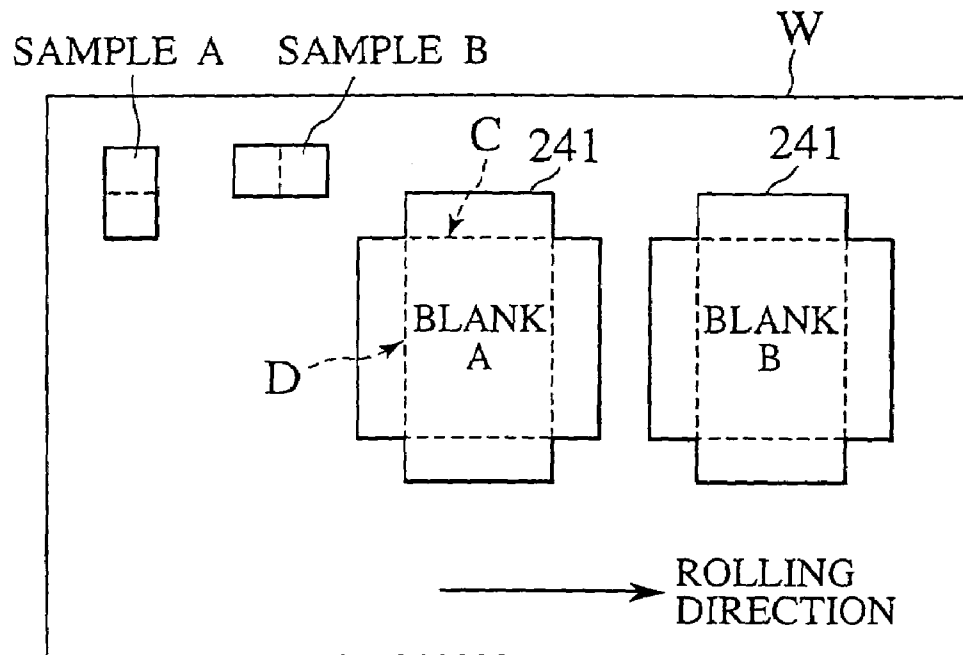 W
SAMPLE A SAMPLE B
C 241 241
BLANK
A
BLANK
B
D
ROLLING
DIRECTION